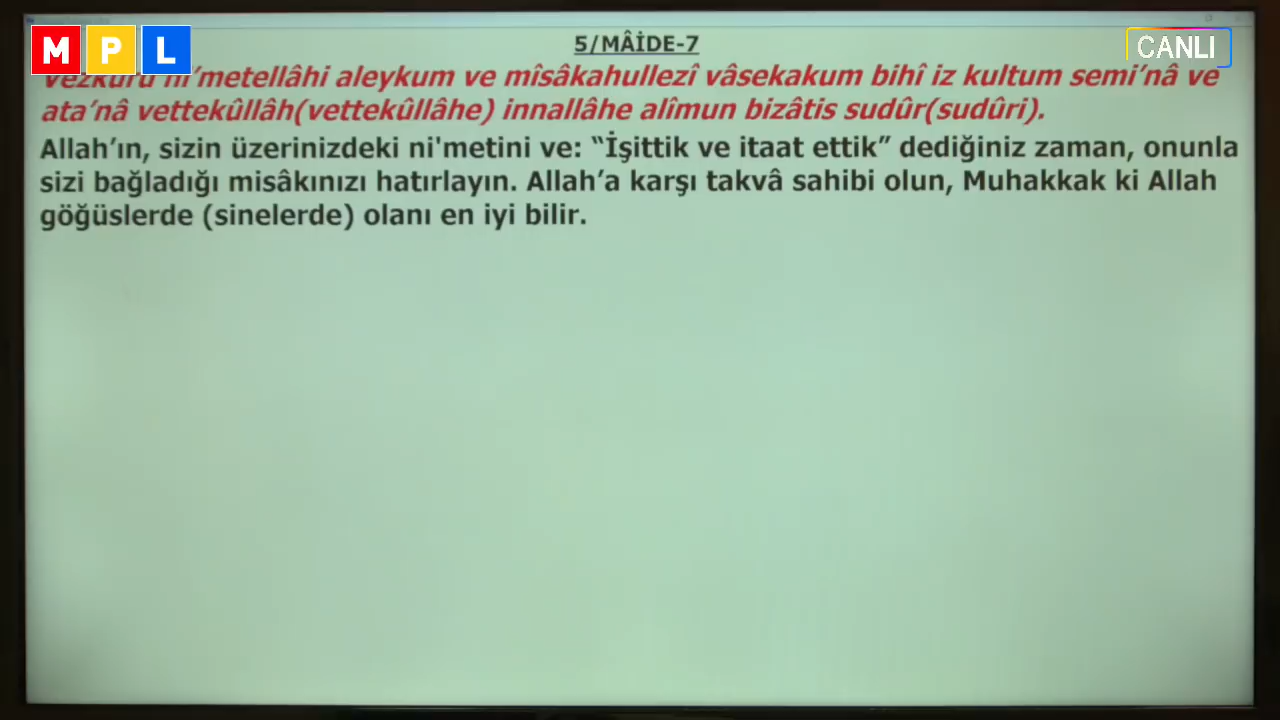 M P L
CANLI
5/MÂİDE-7
Vezkurû ni’metellâhi aleykum ve mîsâkahullezî vâsekakum bihî iz kultum semi’nâ ve
ata’nâ vettekûllâh(vettekûllâhe) innallâhe alîmun bizâtis sudûr(sudûri).
Allah’ın, sizin üzerinizdeki ni'metini ve: “İşittik ve itaat ettik” dediğiniz zaman, onunla
sizi bağladığı misâkınızı hatırlayın. Allah’a karşı takvâ sahibi olun, Muhakkak ki Allah
göğüslerde (sinelerde) olanı en iyi bilir.